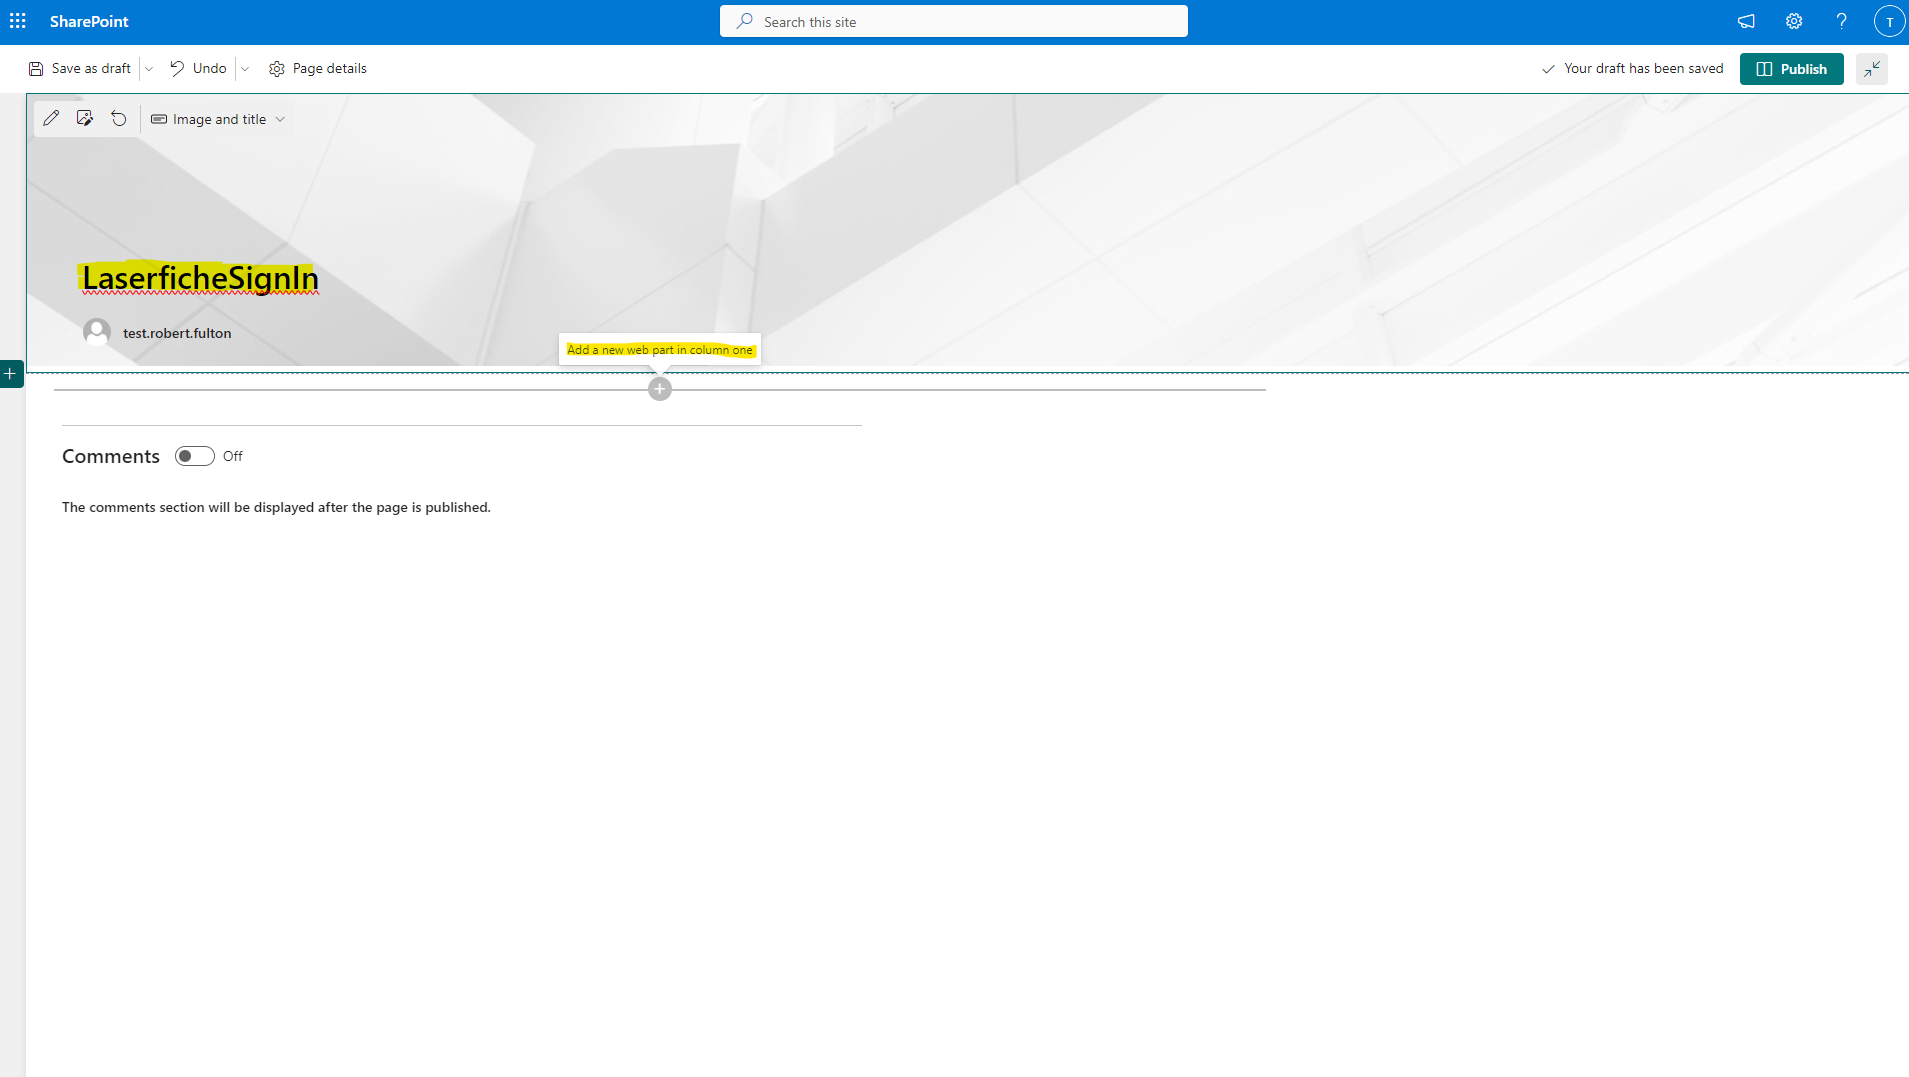 SharePoint
Search this site
T
Save as draft
Undo
Page details
Your draft has been saved
Publish
Image and title
LaserficheSignIn
test.robert.fulton
Add a new web part in column one
Comments
Off
The comments section will be displayed after the page is published.